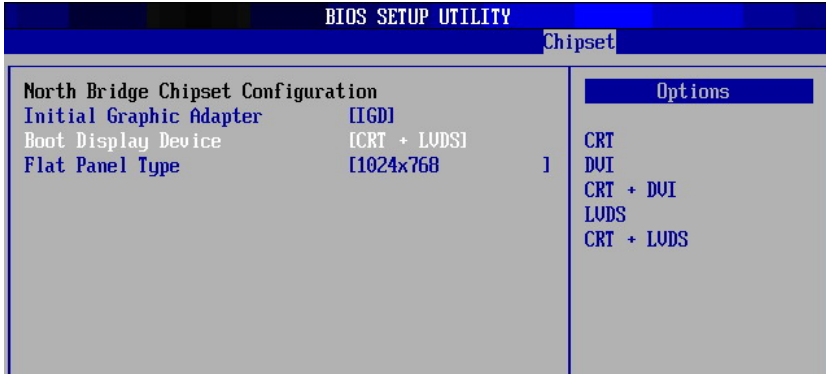 BIOS SETUP UTILITY
Chipset
North Bridge Chipset Configuration
Initial Graphic Adapter [IGD]
Boot Display Device [CRT + LVDS]
Flat Panel Type [1024x768 ]
Options
CRT
DVI
CRT + DVI
LVDS
CRT + LVDS